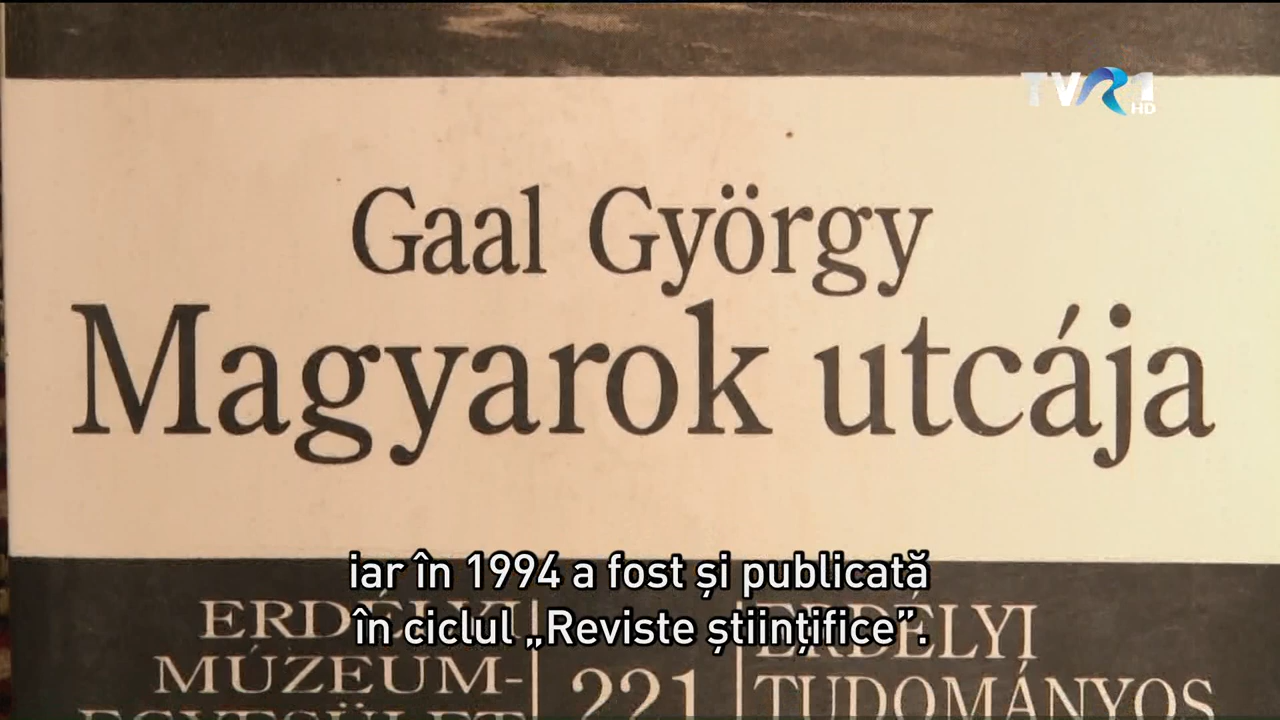 TVR1
HD
Gaal György
Magyarok utcája
iar în 1994 a fost și publicată
în ciclul „Reviste științifice”.
ERDÉLYI
MÚZEUM-
EGYESÜLET
221
ERDÉLYI
TUDOMÁNYOS